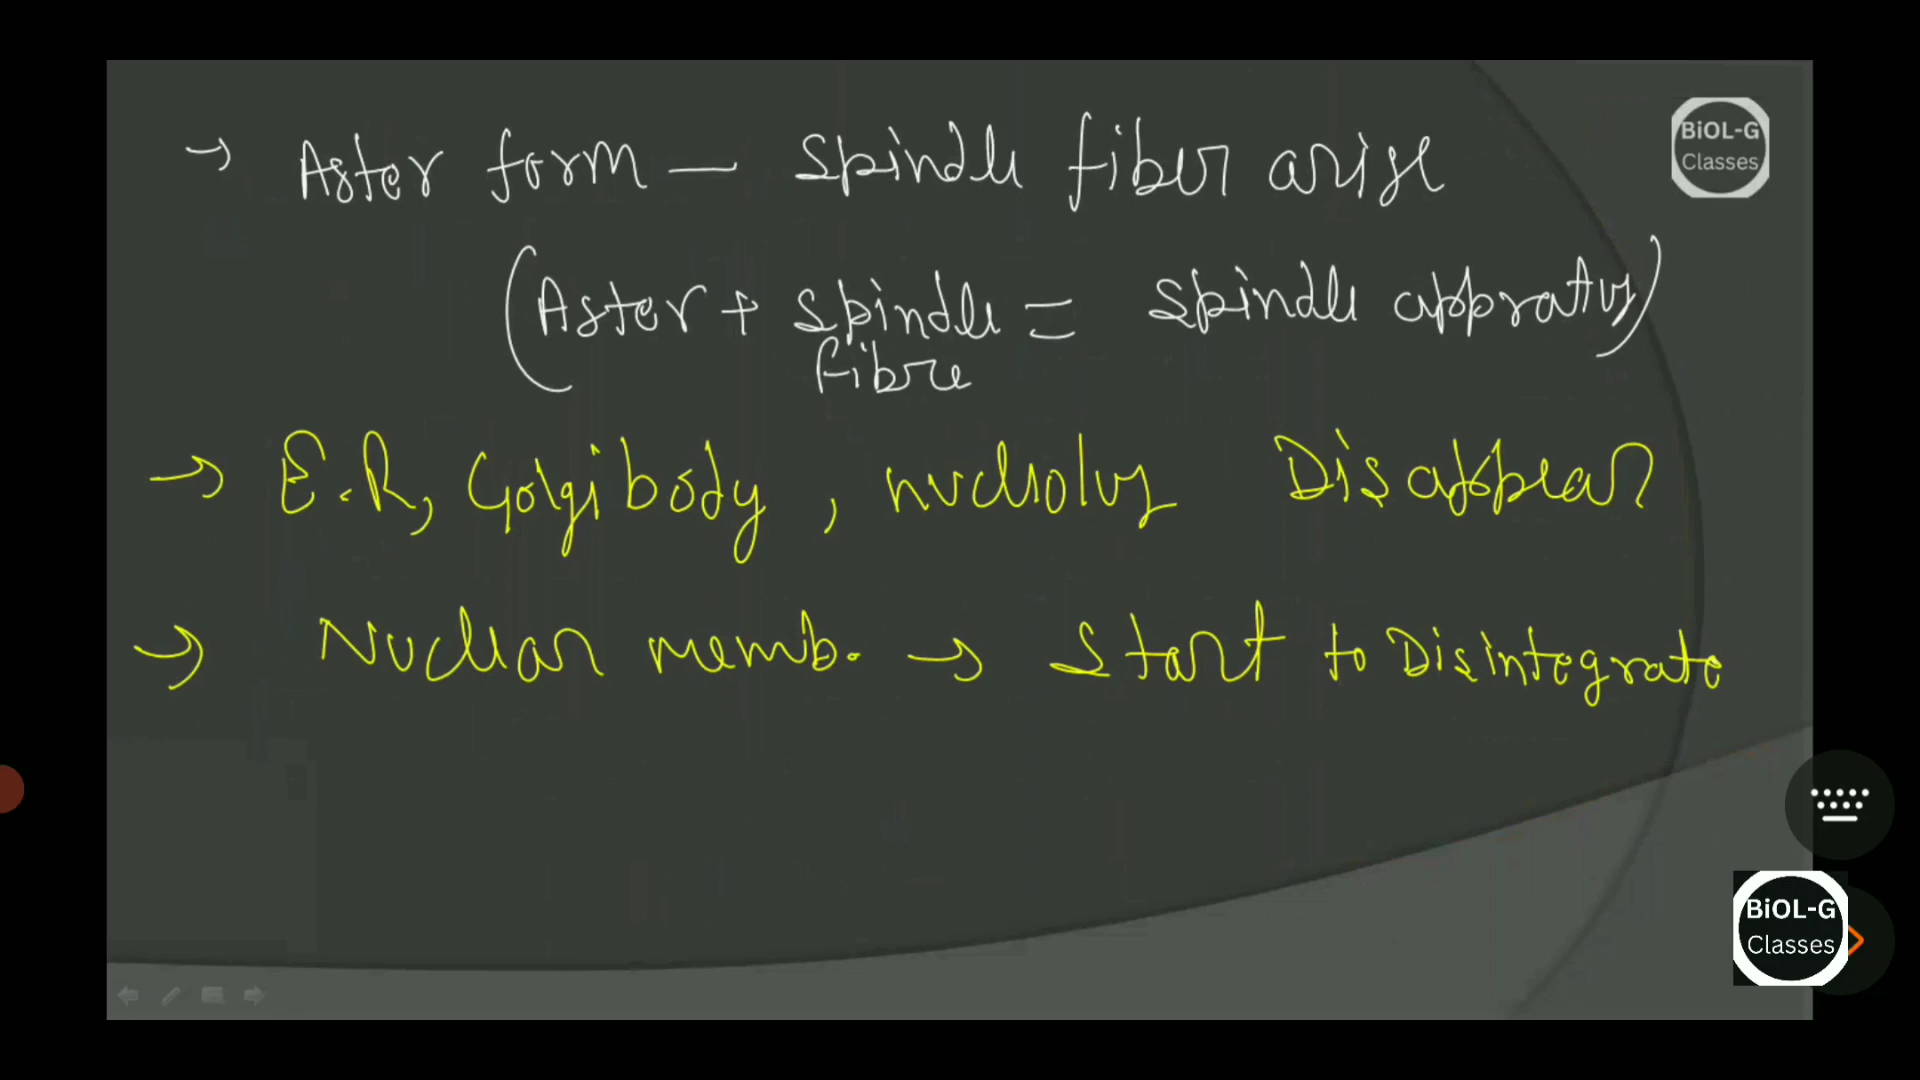 → Aster form — spindle fiber arise
BiOL-G
Classes
(Aster + spindle = spindle appratus)
fibre
→ E.R, Golgi body, nucleolus Disappear
→ Nuclear memb. → Start to Disintegrate
BiOL-G
Classes